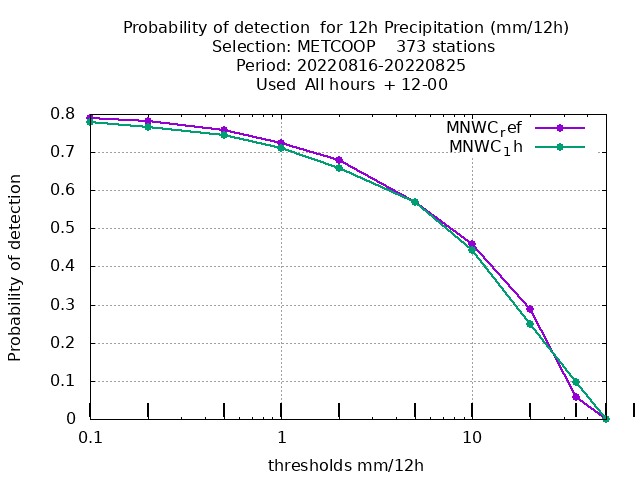 Probability of detection  for 12h Precipitation (mm/12h)
Selection: METCOOP    373 stations
Period: 20220816-20220825
Used  All hours  + 12-00
MNWCref
MNWC1h
0.8
0.7
0.6
0.5
0.4
0.3
0.2
0.1
0
Probability of detection
0.1
1
10
thresholds mm/12h